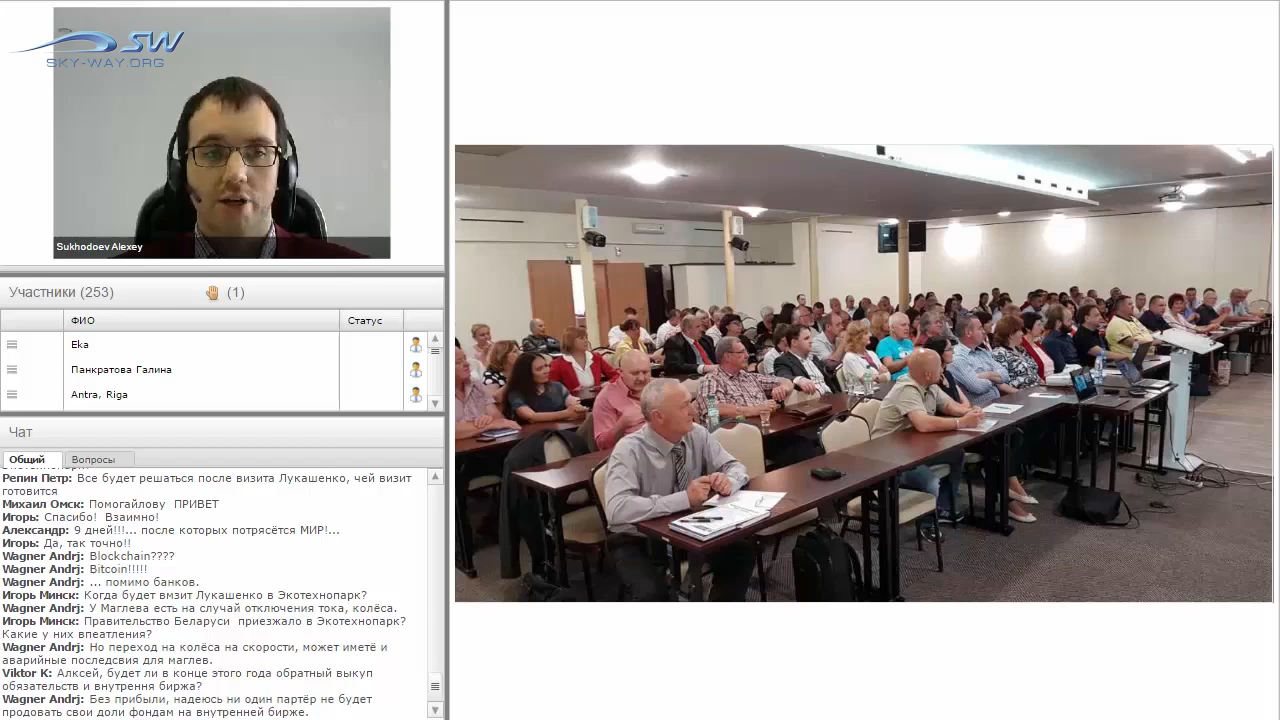 SW
SKY-WAY.ORG
Sukhodoev Alexey
Участники (253)
(1)
ФИО
Статус
Eka
Панкратова Галина
Antra, Riga
Чат
Общий
Вопросы
Репин Петр: Все будет решаться после визита Лукашенко, чей визит
готовится
Михаил Омск: Помогайлову ПРИВЕТ
Игорь: Спасибо! Взаимно!
Александр: 9 дней!!!... после которых потрясётся МИР!...
Игорь: Да, так точно!!
Wagner Andrj: Blockchain????
Wagner Andrj: Bitcoin!!!!!
Wagner Andrj: ... помимо банков.
Игорь Минск: Когда будет вмзит Лукашенко в Экотехнопарк?
Wagner Andrj: У Маглева есть на случай отключения тока, колёса.
Игорь Минск: Правительство Беларуси приезжало в Экотехнопарк?
Какие у них впеатления?
Wagner Andrj: Но переход на колёса на скорости, может иметё и
аварийные последсвия для маглев.
Viktor K: Алксей, будет ли в конце этого года обратный выкуп
обязательств и внутрення биржа?
Wagner Andrj: Без прибыли, надеюсь ни один партёр не будет
продовать свои доли фондам на внутренней бирже.